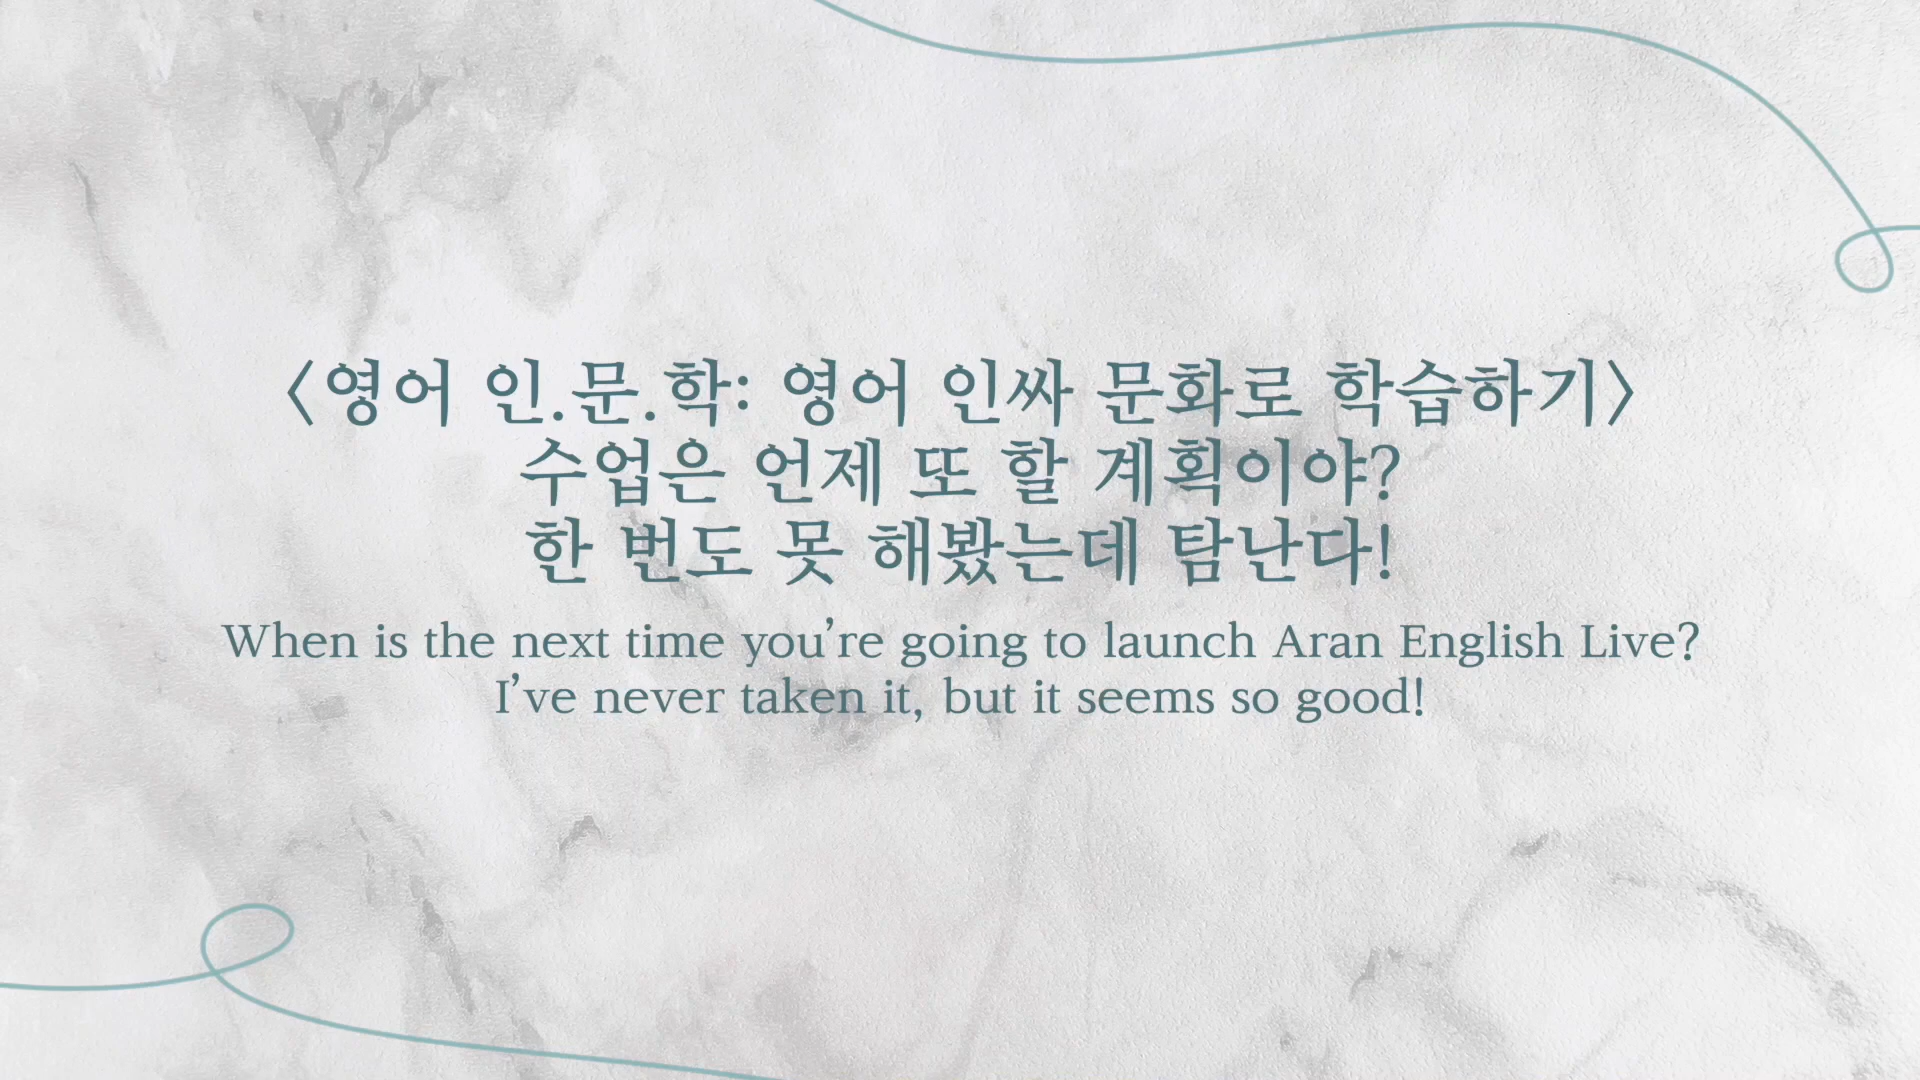 〈영어 인.문.학: 영어 인싸 문화로 학습하기〉
수업은 언제 또 할 계획이야?
한 번도 못 해봤는데 탐난다!
When is the next time you’re going to launch Aran English Live?
I’ve never taken it, but it seems so good!